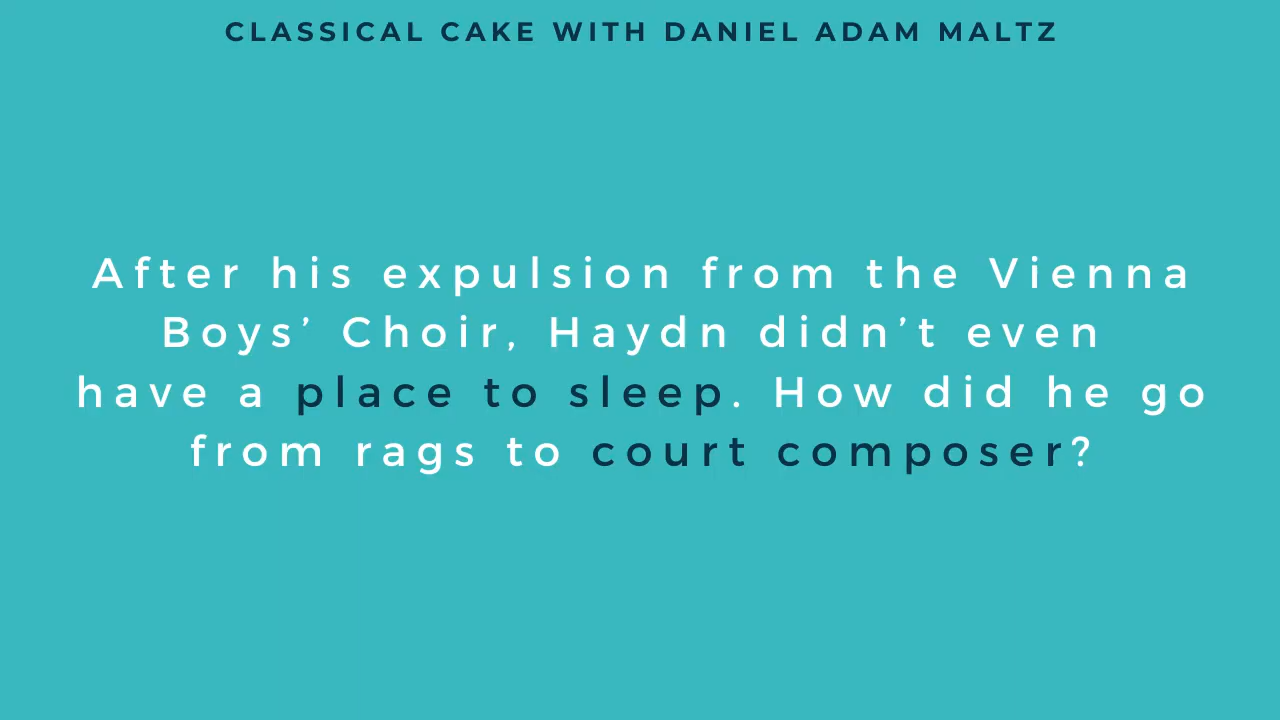 CLASSICAL CAKE WITH DANIEL ADAM MALTZ
After his expulsion from the Vienna
Boys’ Choir, Haydn didn’t even
have a place to sleep. How did he go
from rags to court composer?